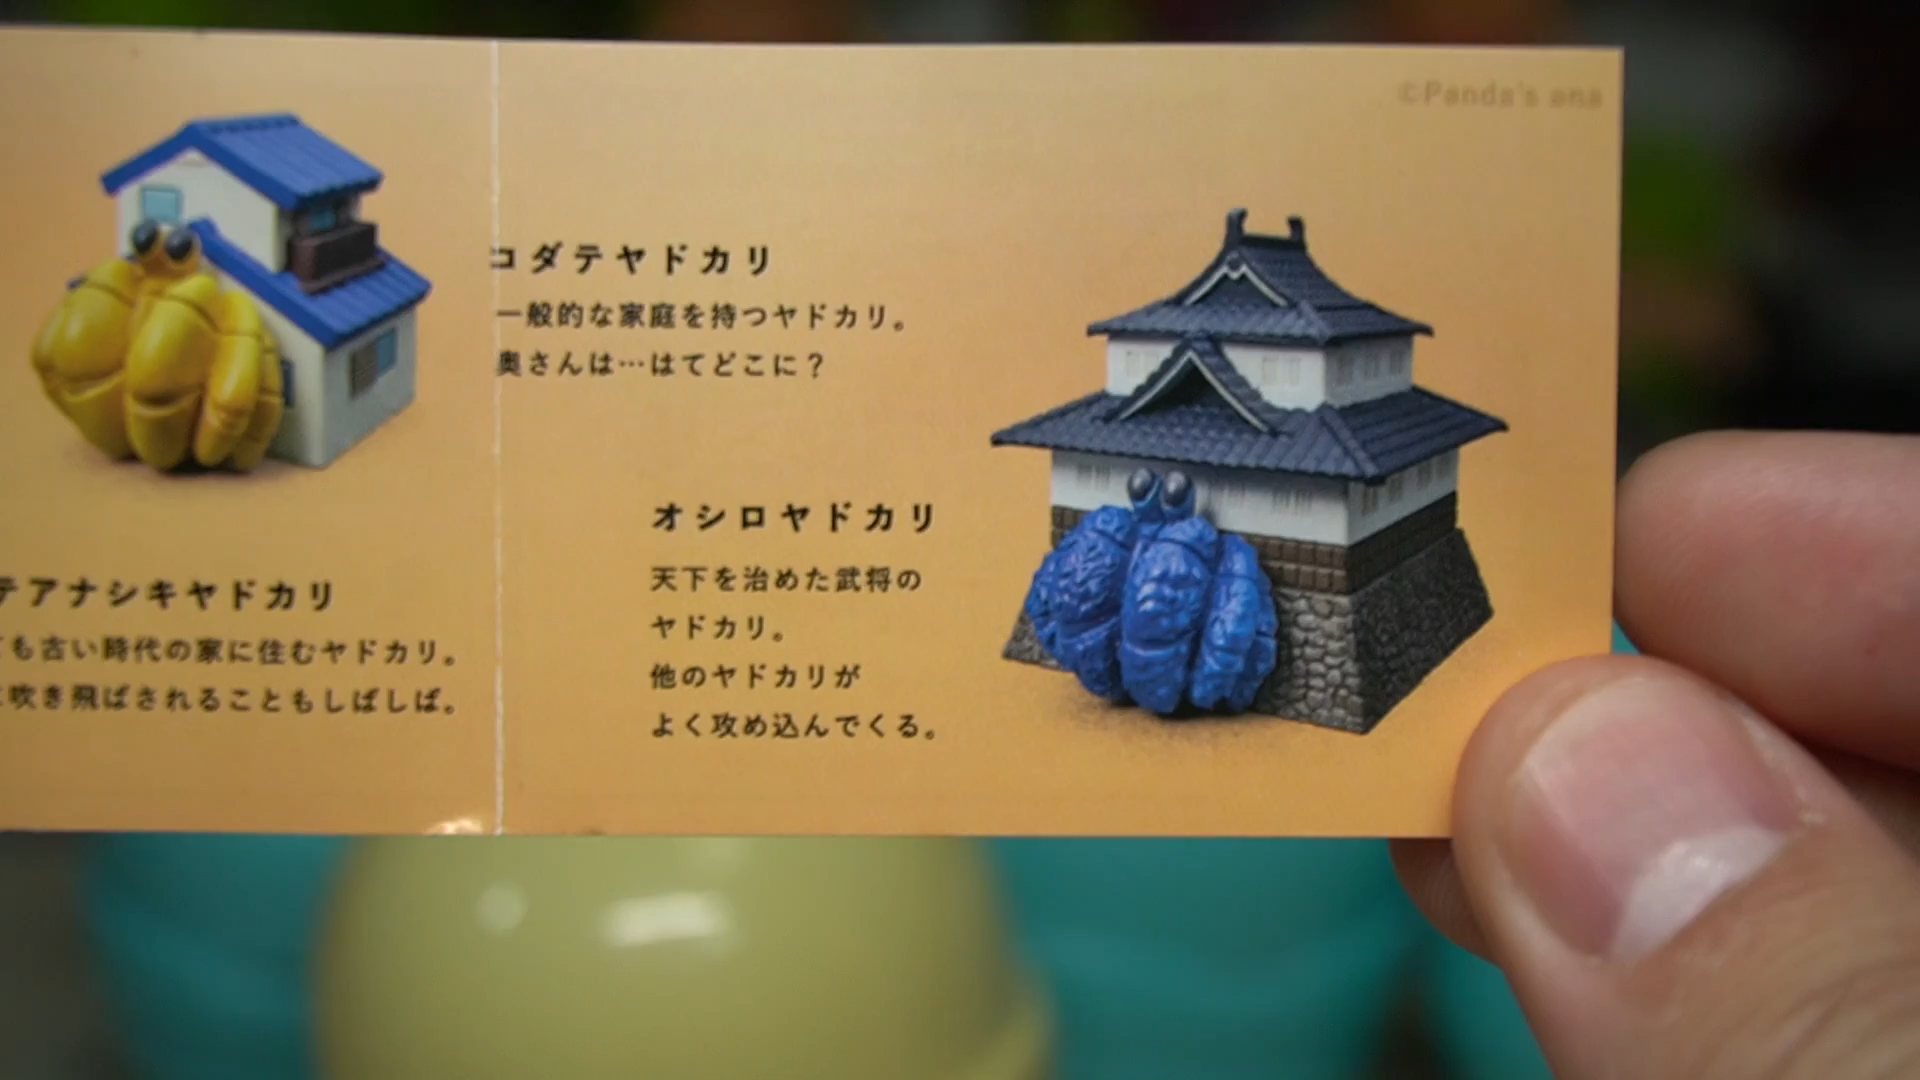 ©Panda's ana
コダテヤドカリ
一般的な家庭を持つヤドカリ。
奥さんは…はてどこに？
オシロヤドカリ
天下を治めた武将の
ヤドカリ。
他のヤドカリが
よく攻め込んでくる。
テアナシキヤドカリ
も古い時代の家に住むヤドカリ。
吹き飛ばされることもしばしば。